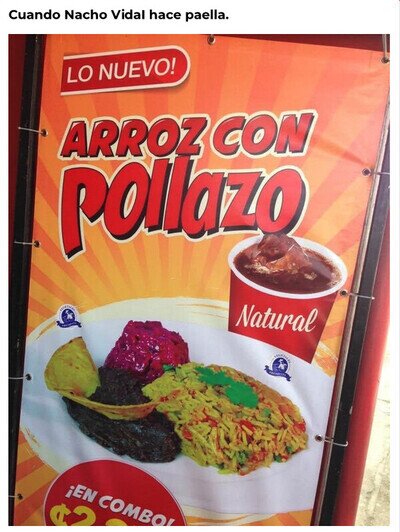 Cuando Nacho Vidal hace paella.
LO NUEVO!
ARROZ CON
Pollazo
Natural
¡EN COMBO!